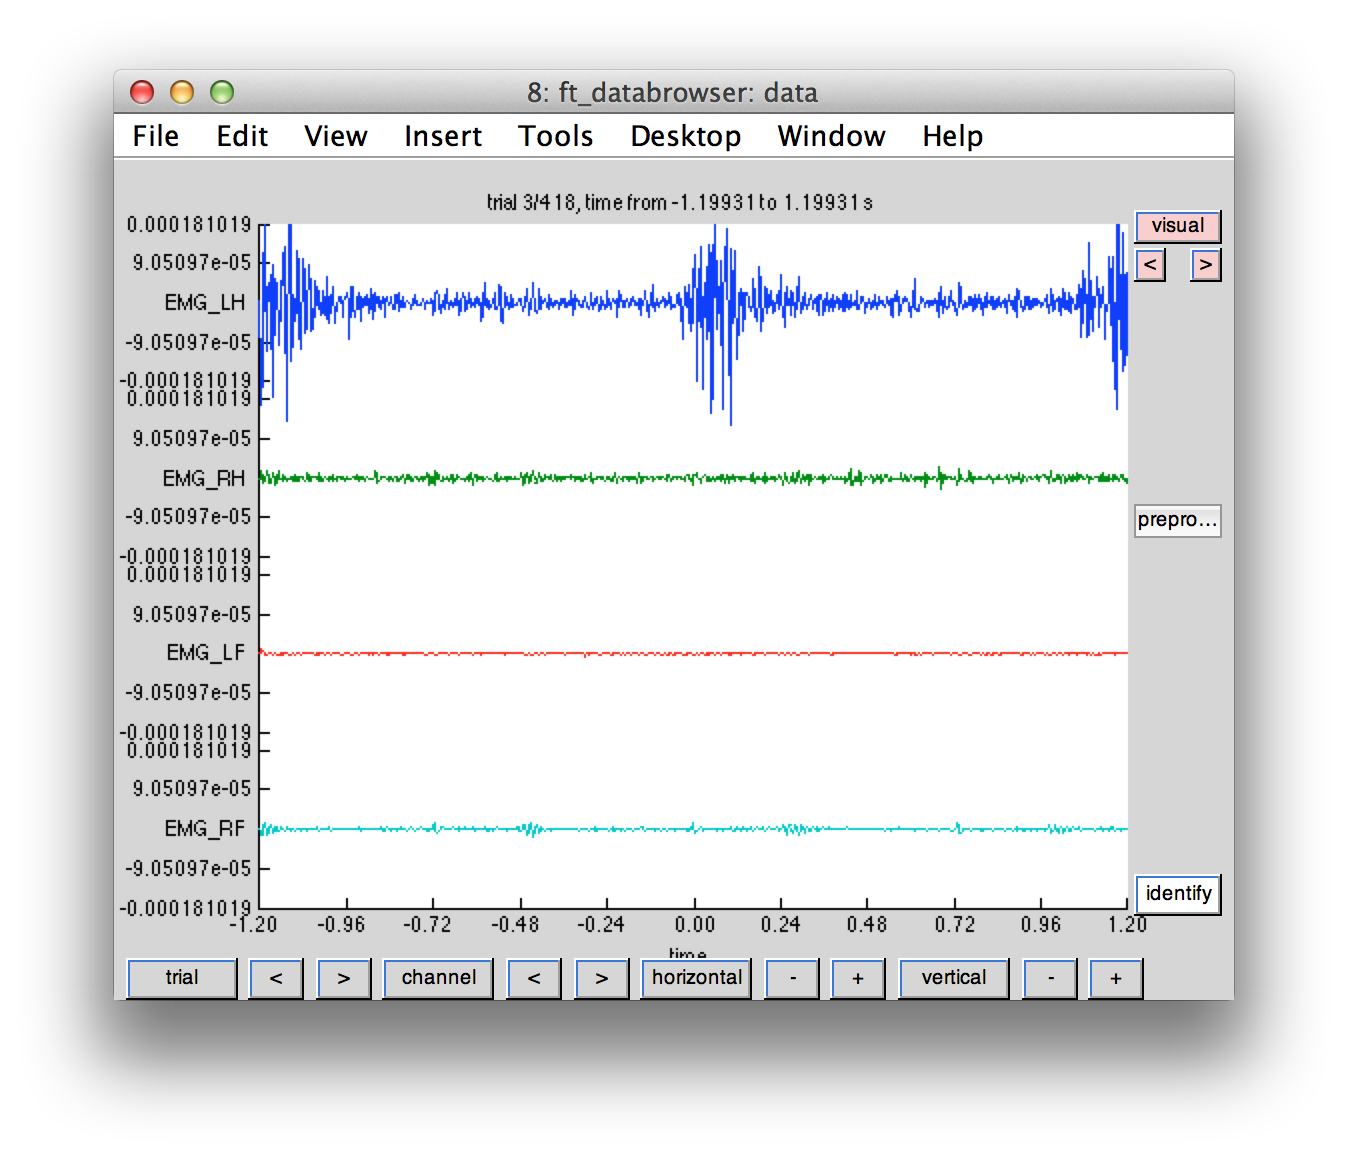 8: ft_databrowser: data
File Edit View Insert Tools Desktop Window Help
trial 3/418, time from -1.19931 to 1.19931 s
0.000181019
9.05097e-05
EMG_LH
-9.05097e-05
-0.000181019
0.000181019
9.05097e-05
EMG_RH
-9.05097e-05
-0.000181019
0.000181019
9.05097e-05
EMG_LF
-9.05097e-05
-0.000181019
0.000181019
9.05097e-05
EMG_RF
-9.05097e-05
-0.000181019
-1.20 -0.96 -0.72 -0.48 -0.24 0.00 0.24 0.48 0.72 0.96 1.20
time
visual
< >
prepro...
identify
trial < > channel < > horizontal - + vertical - +